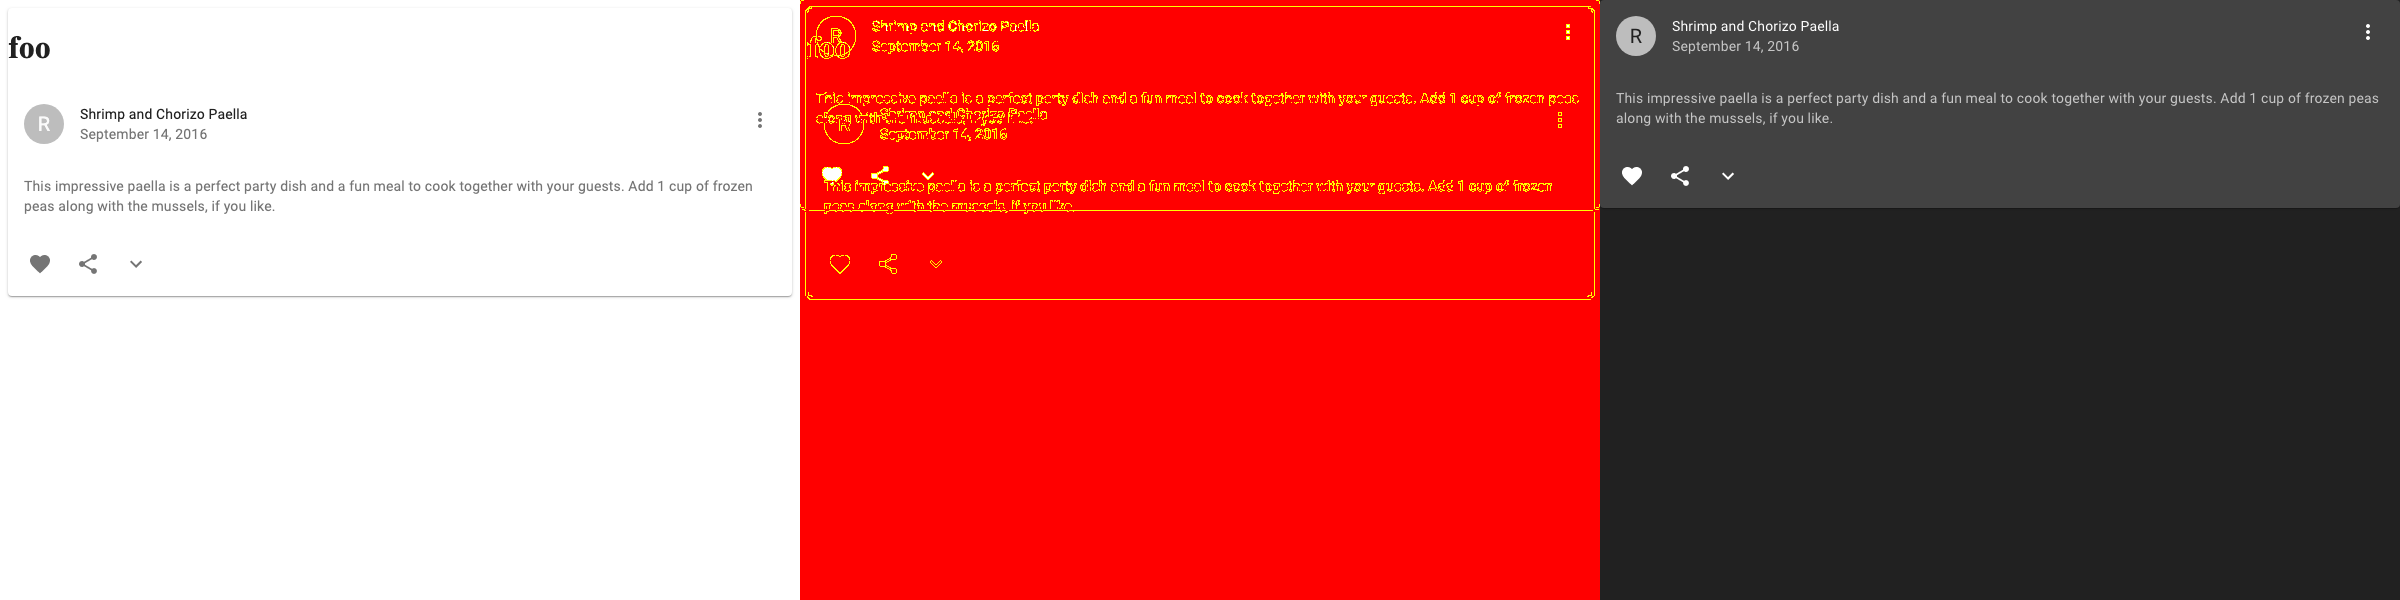 foo
R
Shrimp and Chorizo Paella
September 14, 2016
This impressive paella is a perfect party dish and a fun meal to cook together with your guests. Add 1 cup of frozen
peas along with the mussels, if you like.
R
Shrimp and Chorizo Paella
foo
September 14, 2016
This impressive paella is a perfect party dish and a fun meal to cook together with your guests. Add 1 cup of frozen peas
Shrimp and Chorizo Paella
R
September 14, 2016
This impressive paella is a perfect party dish and a fun meal to cook together with your guests. Add 1 cup of frozen
peas along with the mussels, if you like.
R
Shrimp and Chorizo Paella
September 14, 2016
This impressive paella is a perfect party dish and a fun meal to cook together with your guests. Add 1 cup of frozen peas
along with the mussels, if you like.